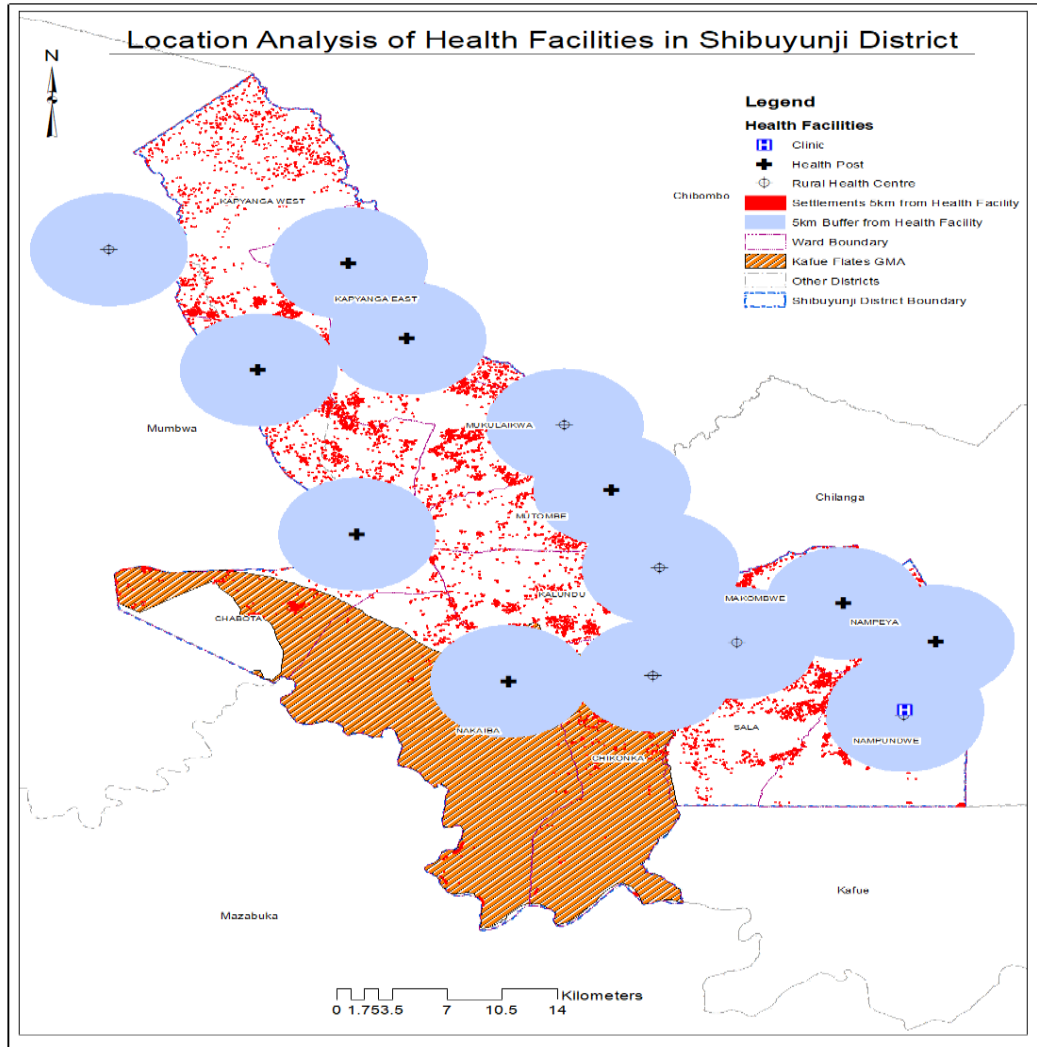 Location Analysis of Health Facilities in Shibuyunji District
N
Legend
Health Facilities
H Clinic
Health Post
Rural Health Centre
Settlements 5km from Health Facility
5km Buffer from Health Facility
Ward Boundary
Kafue Flates GMA
Other Districts
Shibuyunji District Boundary
Chibombo
KAPYANGA WEST
KAPYANGA EAST
Mumbwa
MUKULAIKWA
Chilanga
MUTOMBE
KALUNDU
MAKOMBWE
CHABOTA
NAMPEYA
H
NAKAIBA
SALA
NAMPUNDWE
CHIKONKA
Kafue
Mazabuka
Kilometers
0 1.753.5 7 10.5 14